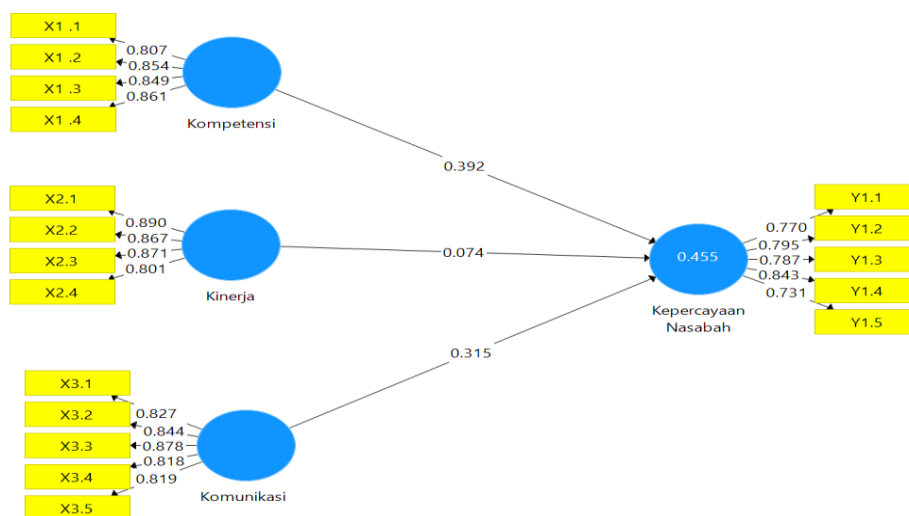 X1 .1
X1 .2
X1 .3
X1 .4
0.807
0.854
0.849
0.861
Kompetensi
0.392
X2.1
X2.2
X2.3
X2.4
0.890
0.867
0.871
0.801
Kinerja
0.074
X3.1
X3.2
X3.3
X3.4
X3.5
0.827
0.844
0.878
0.818
0.819
Komunikasi
0.315
0.455
Kepercayaan
Nasabah
0.770
0.795
0.787
0.843
0.731
Y1.1
Y1.2
Y1.3
Y1.4
Y1.5